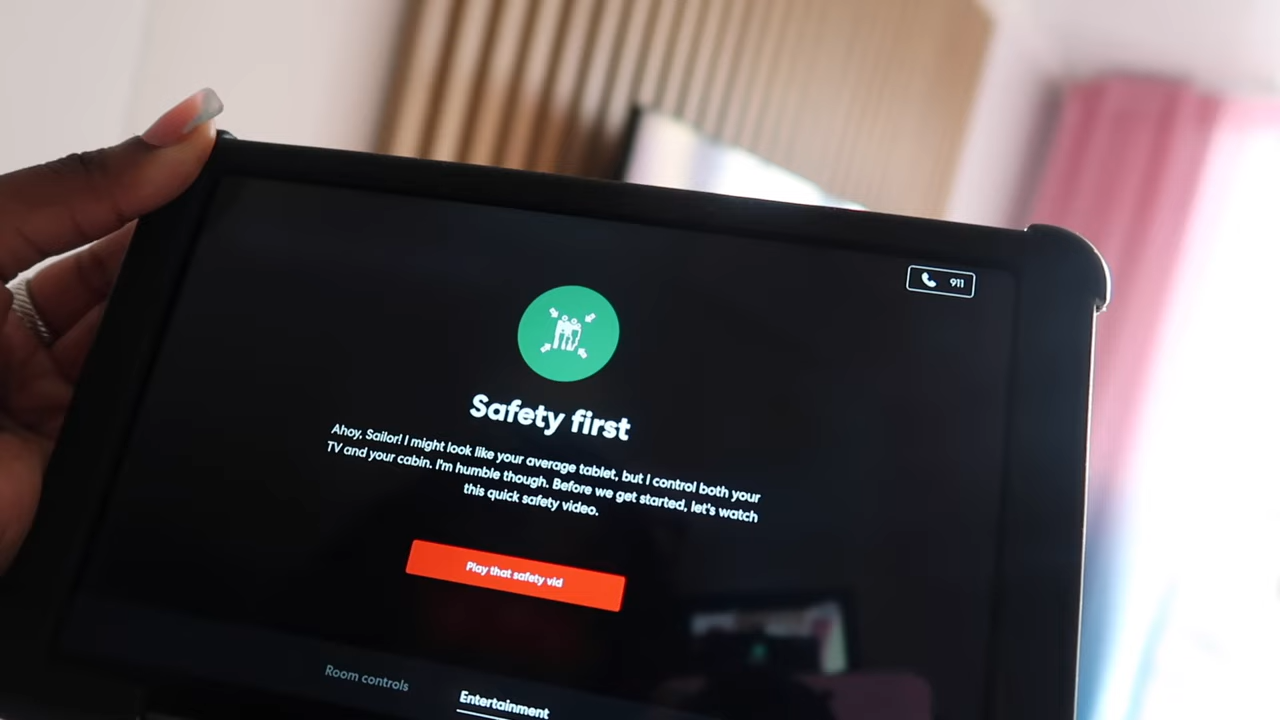 911
Safety first
Ahoy, Sailor! I might look like your average tablet, but I control both your
TV and your cabin. I'm humble though. Before we get started, let's watch
this quick safety video.
Play that safety vid
Room controls
Entertainment